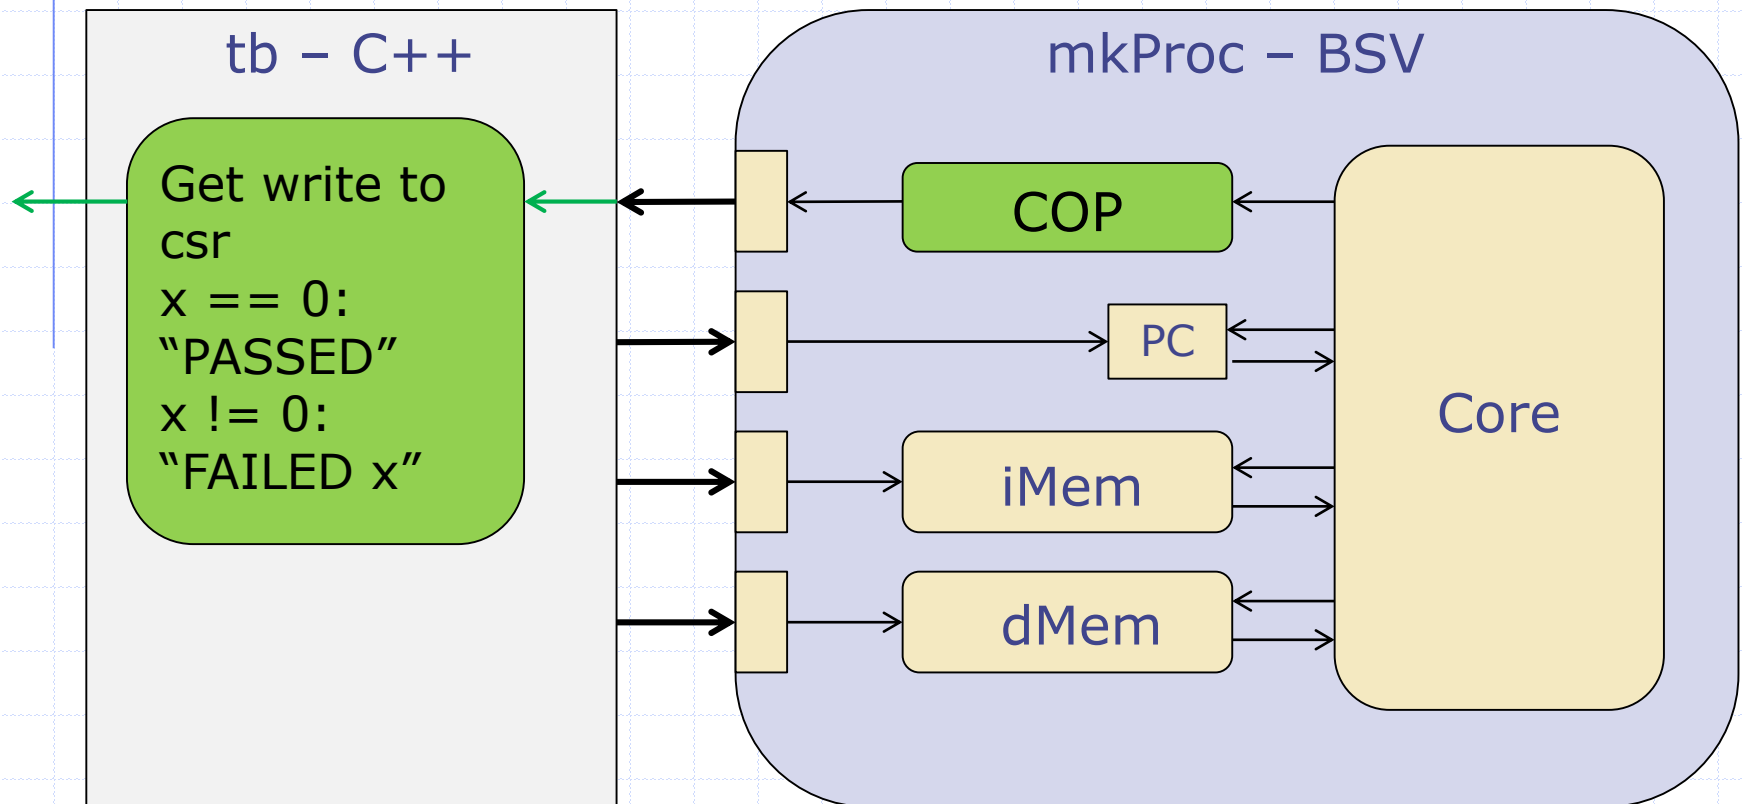 tb – C++
Get write to
csr
x == 0:
“PASSED”
x != 0:
“FAILED x”
mkProc – BSV
COP
PC
iMem
dMem
Core